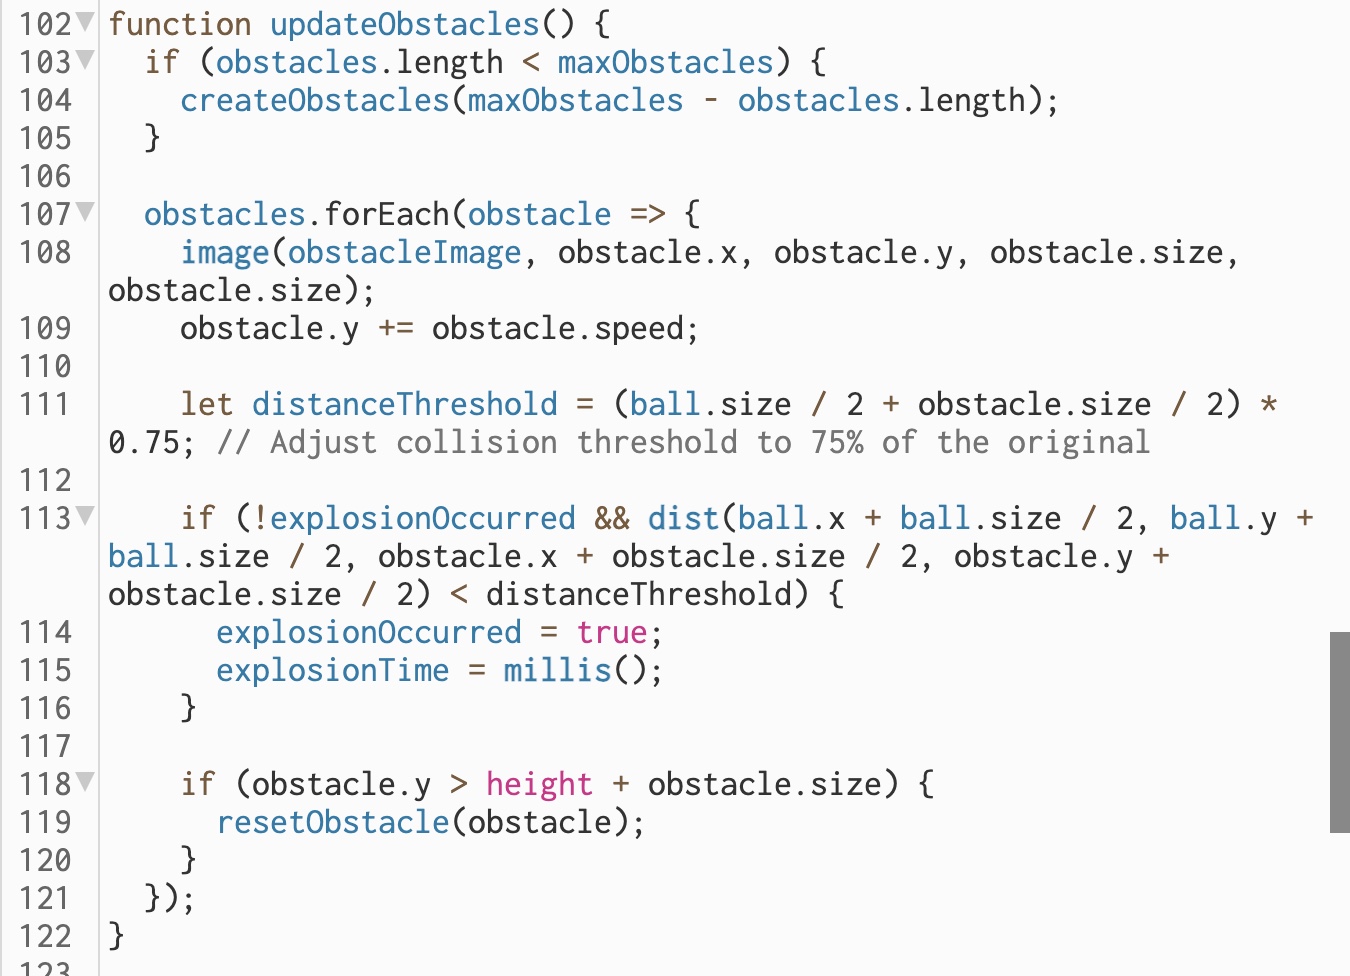 102 function updateObstacles() {
103   if (obstacles.length < maxObstacles) {
104     createObstacles(maxObstacles - obstacles.length);
105   }
106
107   obstacles.forEach(obstacle => {
108     image(obstacleImage, obstacle.x, obstacle.y, obstacle.size,
obstacle.size);
109     obstacle.y += obstacle.speed;
110
111     let distanceThreshold = (ball.size / 2 + obstacle.size / 2) *
0.75; // Adjust collision threshold to 75% of the original
112
113     if (!explosionOccurred && dist(ball.x + ball.size / 2, ball.y +
ball.size / 2, obstacle.x + obstacle.size / 2, obstacle.y +
obstacle.size / 2) < distanceThreshold) {
114       explosionOccurred = true;
115       explosionTime = millis();
116     }
117
118     if (obstacle.y > height + obstacle.size) {
119       resetObstacle(obstacle);
120     }
121   });
122 }
123